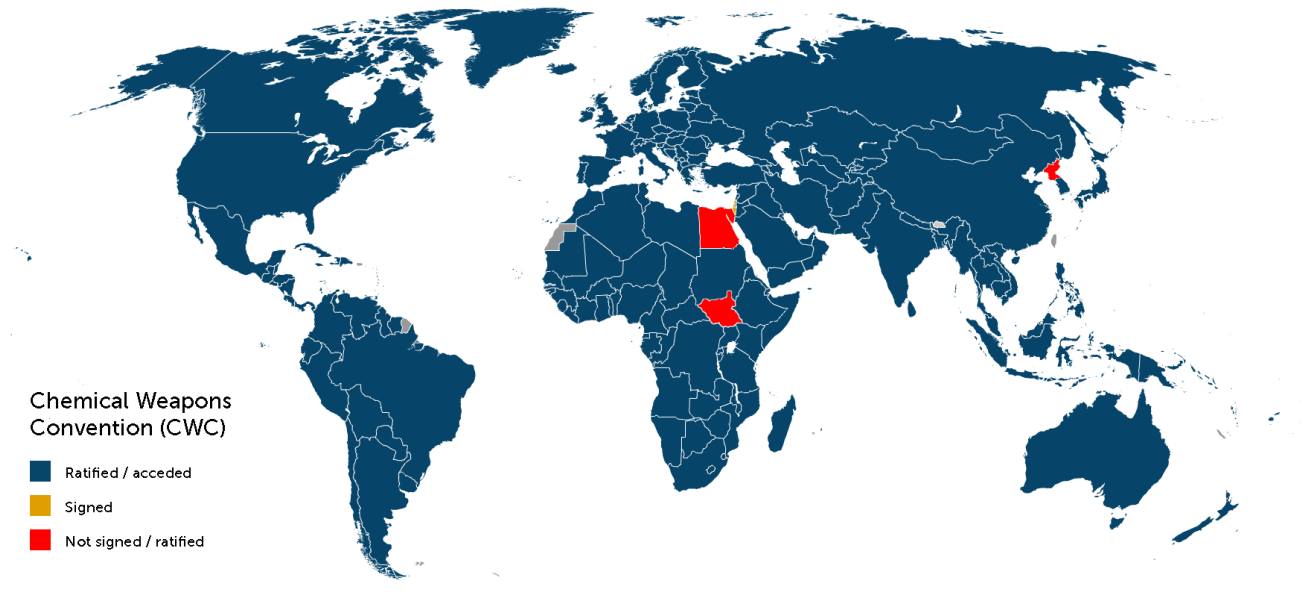 Chemical Weapons
Convention (CWC)
Ratified / acceded
Signed
Not signed / ratified